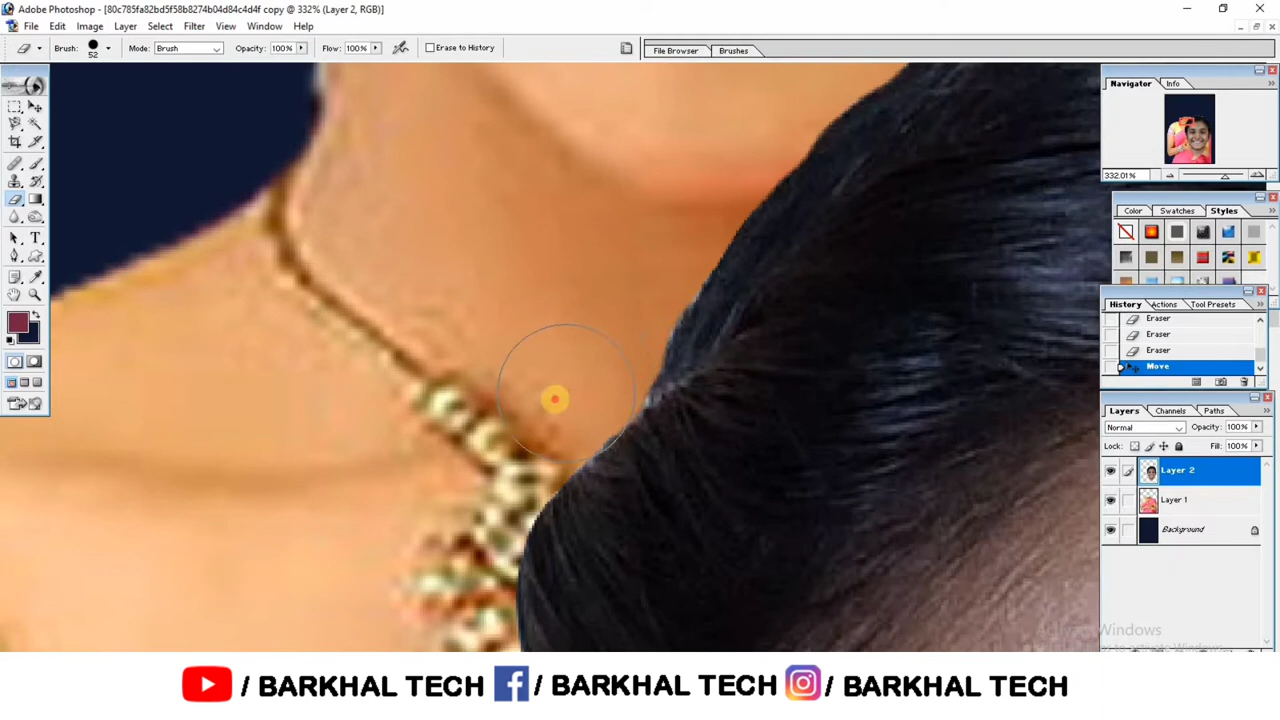 Adobe Photoshop - [80c785fa82bd5f58b8274b04d84c4d4f copy @ 332% (Layer 2, RGB)]
File Edit Image Layer Select Filter View Window Help
Brush: 52 Mode: Brush Opacity: 100% Flow: 100% Erase to History File Browser Brushes
Navigator Info
332.01%
Color Swatches Styles
History Actions Tool Presets
Eraser
Eraser
Eraser
Move
Layers Channels Paths
Normal Opacity: 100%
Lock: Fill: 100%
Layer 2
Layer 1
Background
Windows
/ BARKHAL TECH f / BARKHAL TECH / BARKHAL TECH